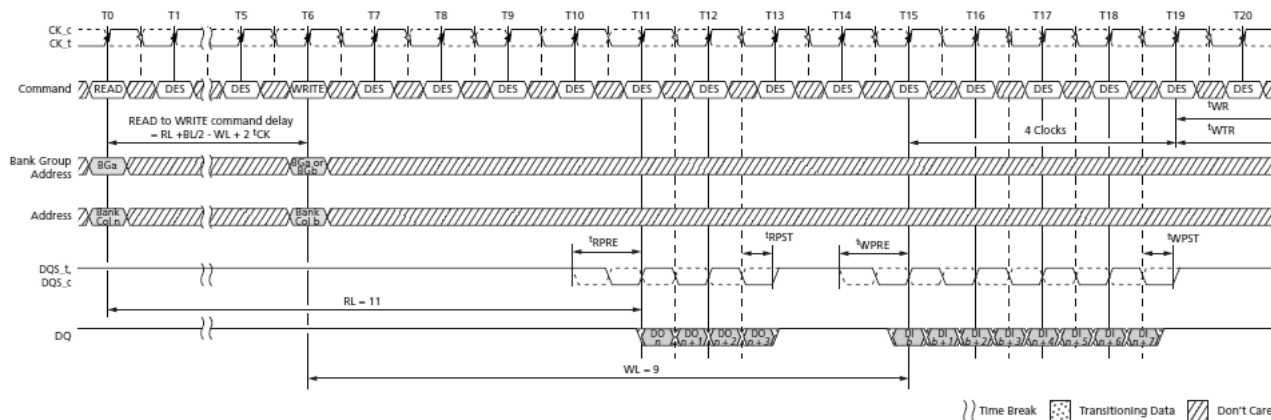 T0 T1 T5 T6 T7 T8 T9 T10 T11 T12 T13 T14 T15 T16 T17 T18 T19 T20
CK_c
CK_t
Command READ DES DES WRITE DES DES DES DES DES DES DES DES DES DES DES DES DES DES
tWR
READ to WRITE command delay
= RL +BL/2 - WL + 2 tCK
4 Clocks
tWTR
Bank Group
Address
BGa
BGa or
BGb
Address
Bank
Col n
Bank
Col b
tRPRE tRPST tWPRE tWPST
DQS_t,
DQS_c
RL = 11
DQ
DO
n
DO
n + 1
DO
n + 2
DO
n + 3
DI
b
DI
b + 1
DI
b + 2
DI
b + 3
DI
n + 4
DI
n + 5
DI
n + 6
DI
n + 7
WL = 9
Time Break Transitioning Data Don't Care